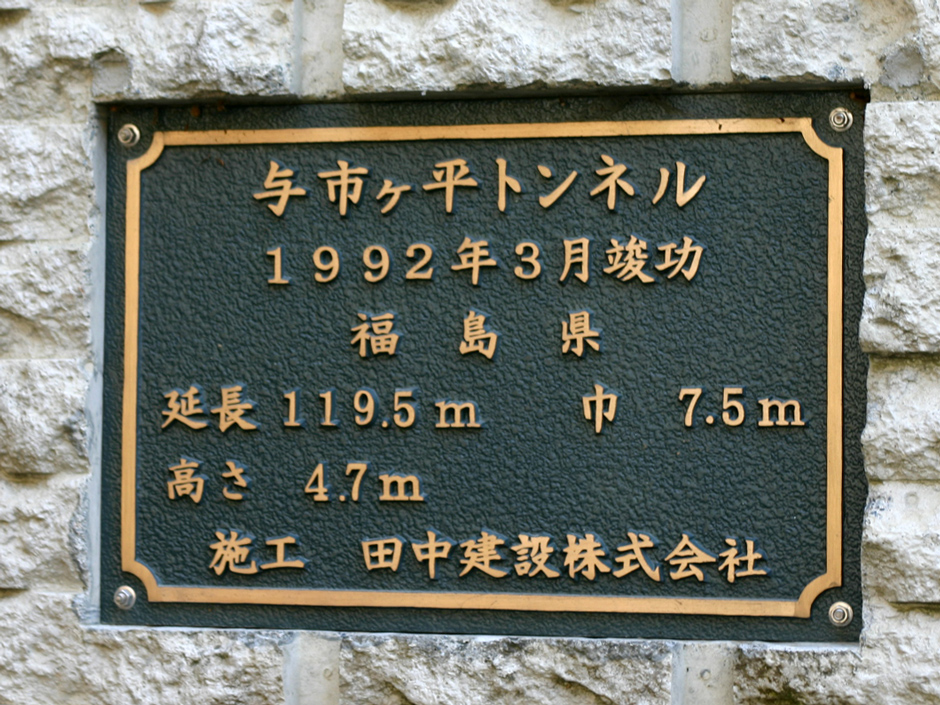 与市ヶ平トンネル
1992年3月竣功
福島県
延長 119.5m 巾 7.5m
高さ 4.7m
施工 田中建設株式会社